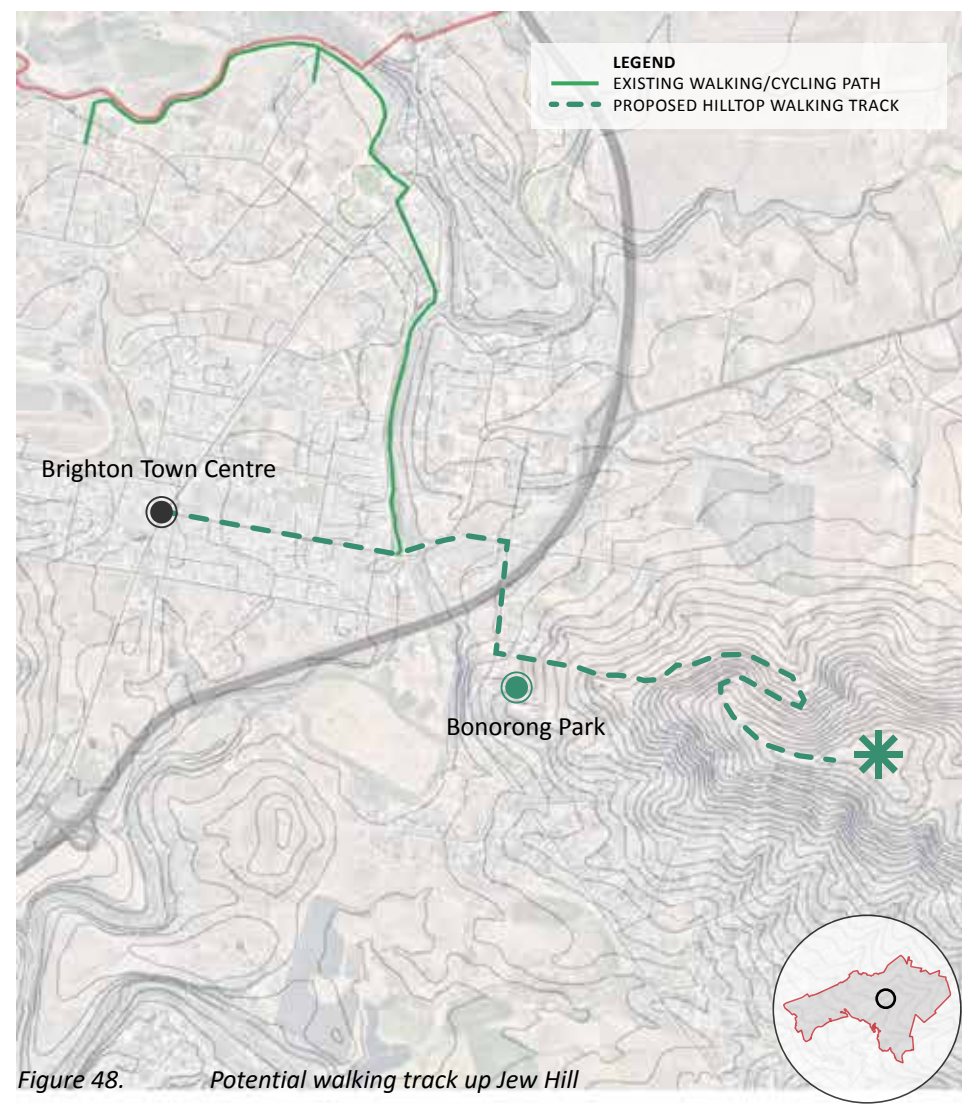 LEGEND
EXISTING WALKING/CYCLING PATH
PROPOSED HILLTOP WALKING TRACK
Brighton Town Centre
Bonorong Park
Figure 48. Potential walking track up Jew Hill